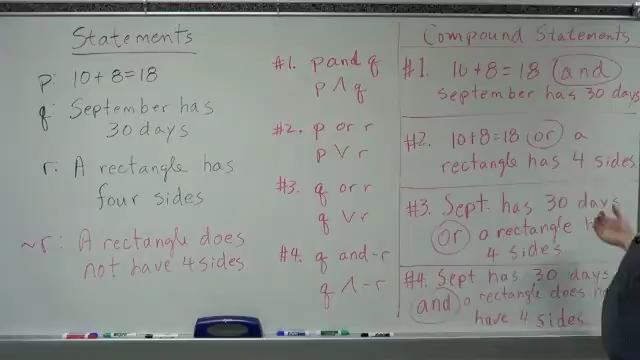 Statements
p: 10 + 8 = 18
q: September has
30 days
r: A rectangle has
four sides
~r: A rectangle does
not have 4 sides
#1. p and q
p ∧ q
#2. p or r
p ∨ r
#3. q or r
q ∨ r
#4. q and ~r
q ∧ ~r
Compound Statements
#1. 10 + 8 = 18 and
september has 30 days
#2. 10 + 8 = 18 or a
rectangle has 4 sides.
#3. Sept. has 30 days
or a rectangle
4 sides
#4. Sept has 30 days
and a rectangle does
have 4 sides